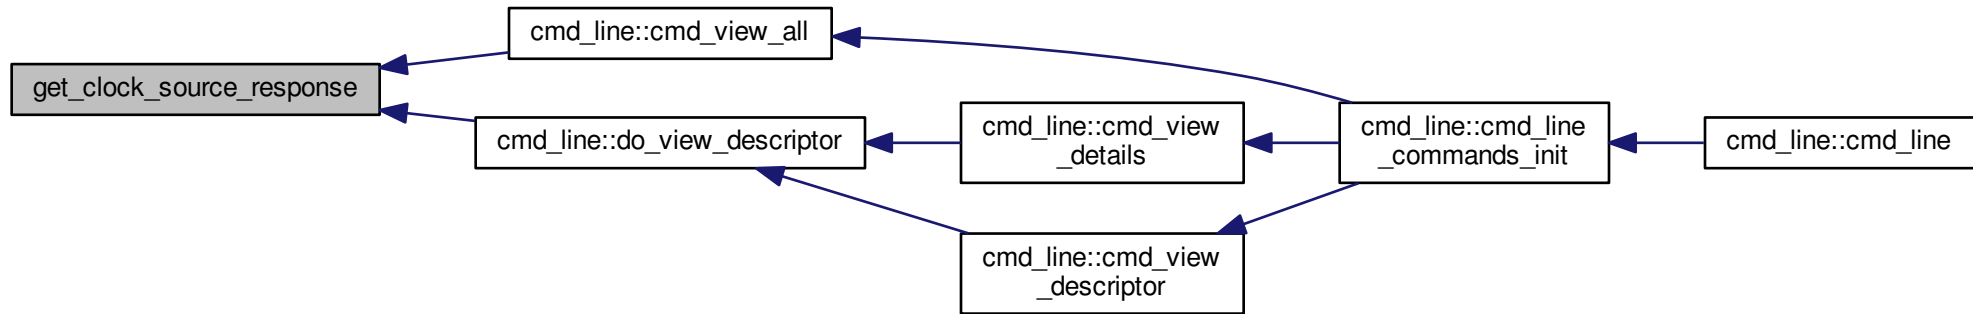 get_clock_source_response
cmd_line::cmd_view_all
cmd_line::do_view_descriptor
cmd_line::cmd_view
_details
cmd_line::cmd_view
_descriptor
cmd_line::cmd_line
_commands_init
cmd_line::cmd_line